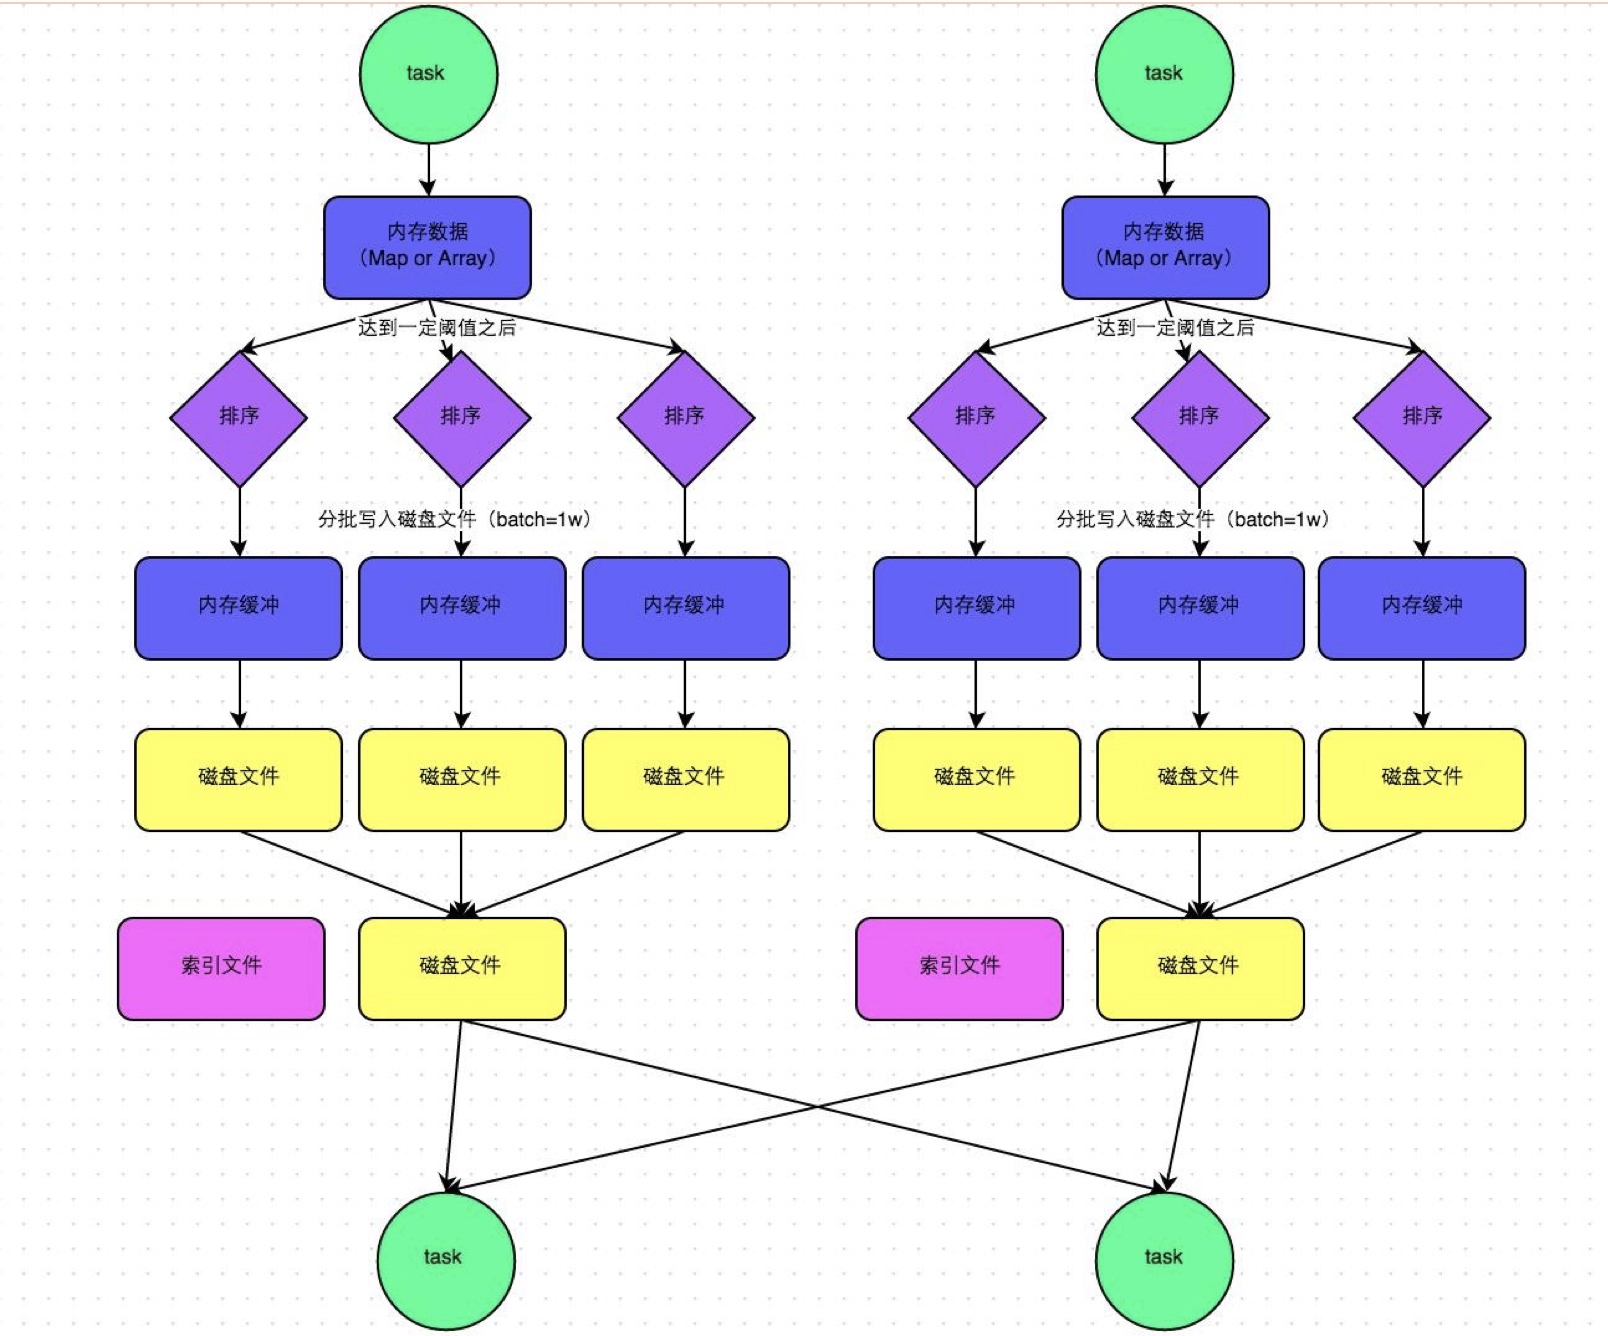 task
task
内存数据
（Map or Array）
内存数据
（Map or Array）
达到一定阈值之后
达到一定阈值之后
排序
排序
排序
排序
排序
排序
分批写入磁盘文件（batch=1w）
分批写入磁盘文件（batch=1w）
内存缓冲
内存缓冲
内存缓冲
内存缓冲
内存缓冲
内存缓冲
磁盘文件
磁盘文件
磁盘文件
磁盘文件
磁盘文件
磁盘文件
索引文件
磁盘文件
索引文件
磁盘文件
task
task